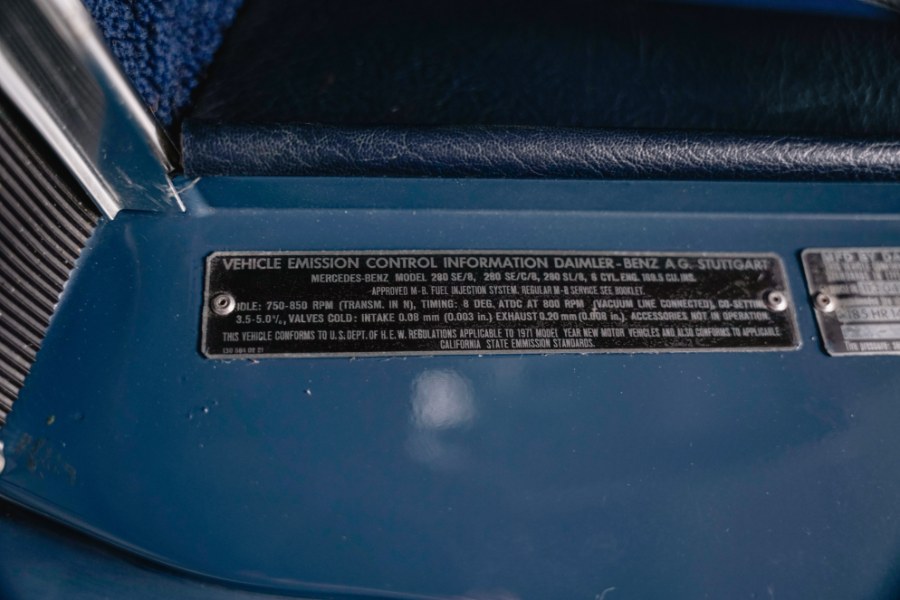 VEHICLE EMISSION CONTROL INFORMATION DAIMLER-BENZ A.G. STUTTGART
MERCEDES-BENZ MODEL 280 SE/8, 280 SE/C/8, 280 SL/8, 6 CYL. ENG. 169.5 CU. INS.
APPROVED M-B. FUEL INJECTION SYSTEM. REGULAR M-B SERVICE SEE BOOKLET.
IDLE: 750-850 RPM (TRANSM. IN N), TIMING: 8 DEG. ATDC AT 800 RPM (VACUUM LINE CONNECTED), CO-SETTING
3.5-5.0%, VALVES COLD: INTAKE 0.08 mm (0.003 in.) EXHAUST 0.20 mm (0.008 in.). ACCESSORIES NOT IN OPERATION
THIS VEHICLE CONFORMS TO U.S. DEPT. OF H.E.W. REGULATIONS APPLICABLE TO 1971 MODEL YEAR NEW MOTOR VEHICLES AND ALSO CONFORMS TO APPLICABLE
CALIFORNIA STATE EMMISSION STANDARDS.